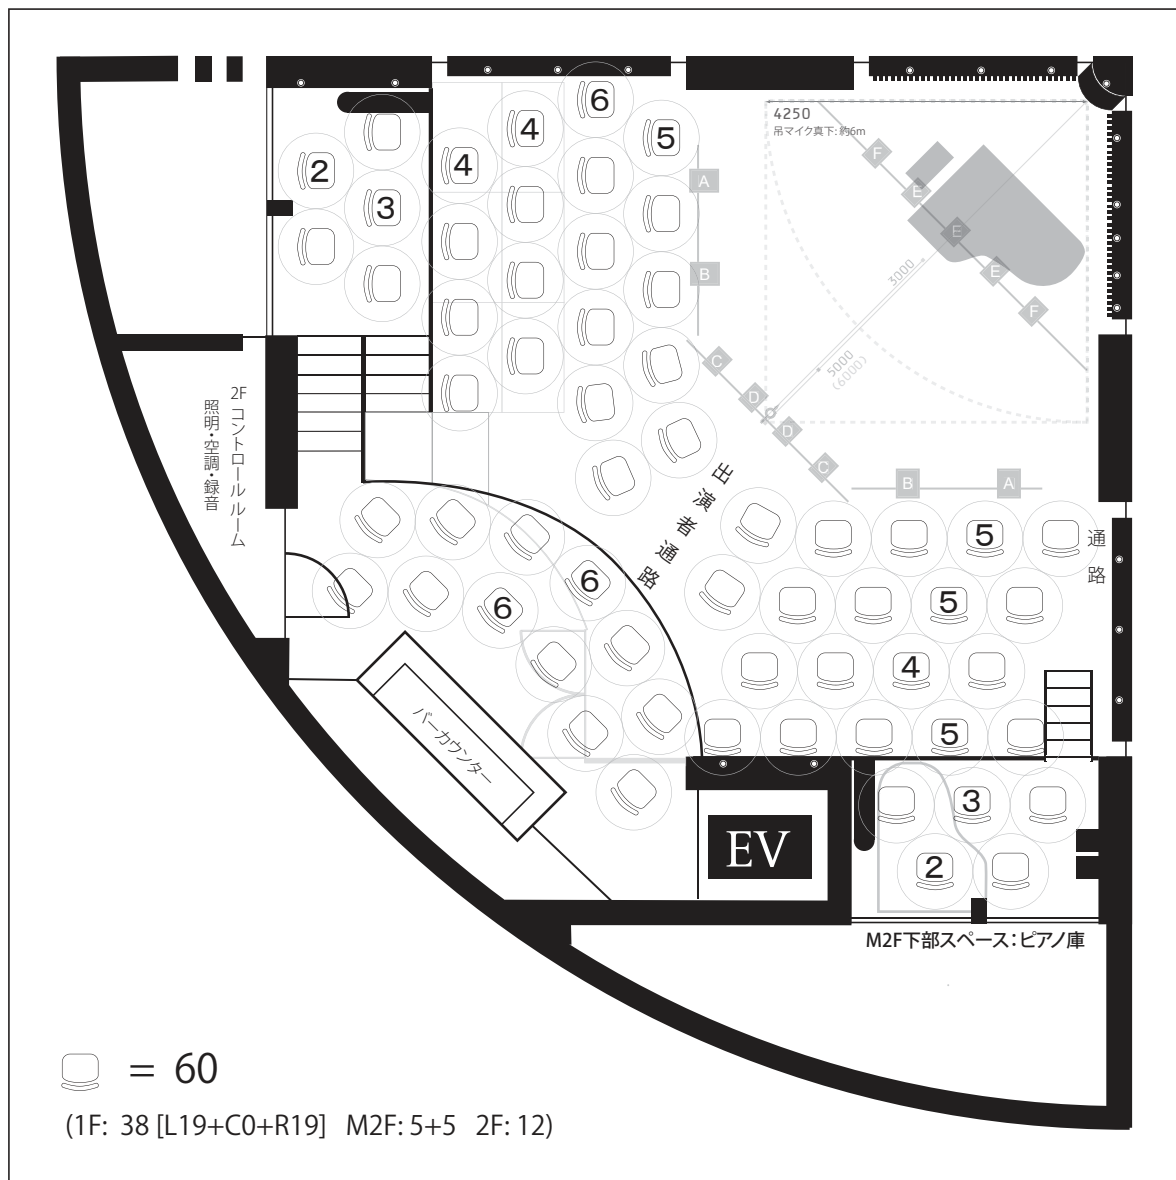 2
3
4
4
6
5
4250
吊マイク真下:約6m
F
E
E
E
F
3000
5000
(6000)
A
B
C
D
D
C
B
A
2F コントロール ルーム
照明・空調・録音
出演者通路
通路
6
6
5
5
4
5
バーカウンター
EV
3
2
M2F下部スペース:ピアノ庫
= 60
(1F: 38 [L19+C0+R19] M2F: 5+5 2F: 12)